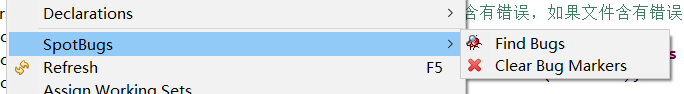 Declarations
含有错误，如果文件含有错误
SpotBugs
Find Bugs
Clear Bug Markers
Refresh F5
Assign Working Sets